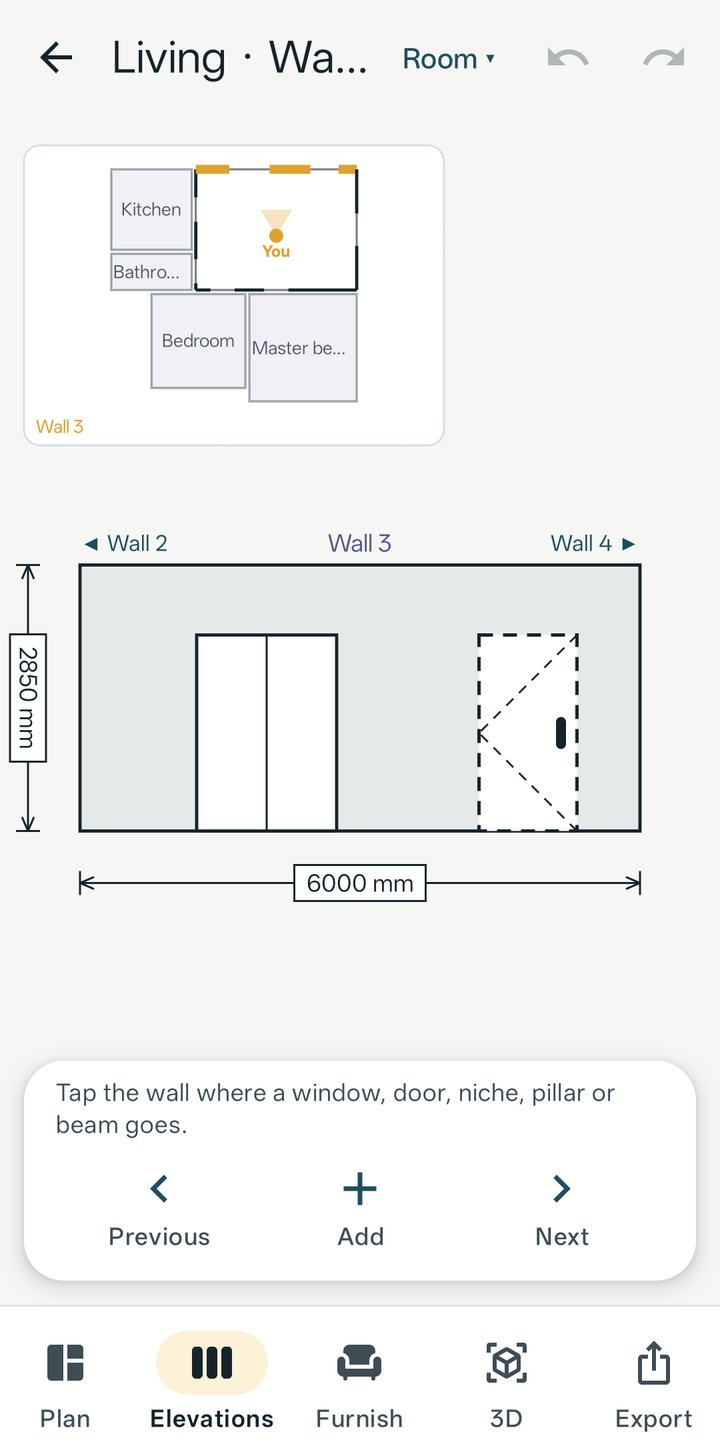 Living · Wa...
Room ▾
Kitchen
Bathro...
You
Bedroom
Master be...
Wall 3
◄ Wall 2
Wall 3
Wall 4 ►
2850 mm
6000 mm
Tap the wall where a window, door, niche, pillar or
beam goes.
Previous
Add
Next
Plan
Elevations
Furnish
3D
Export